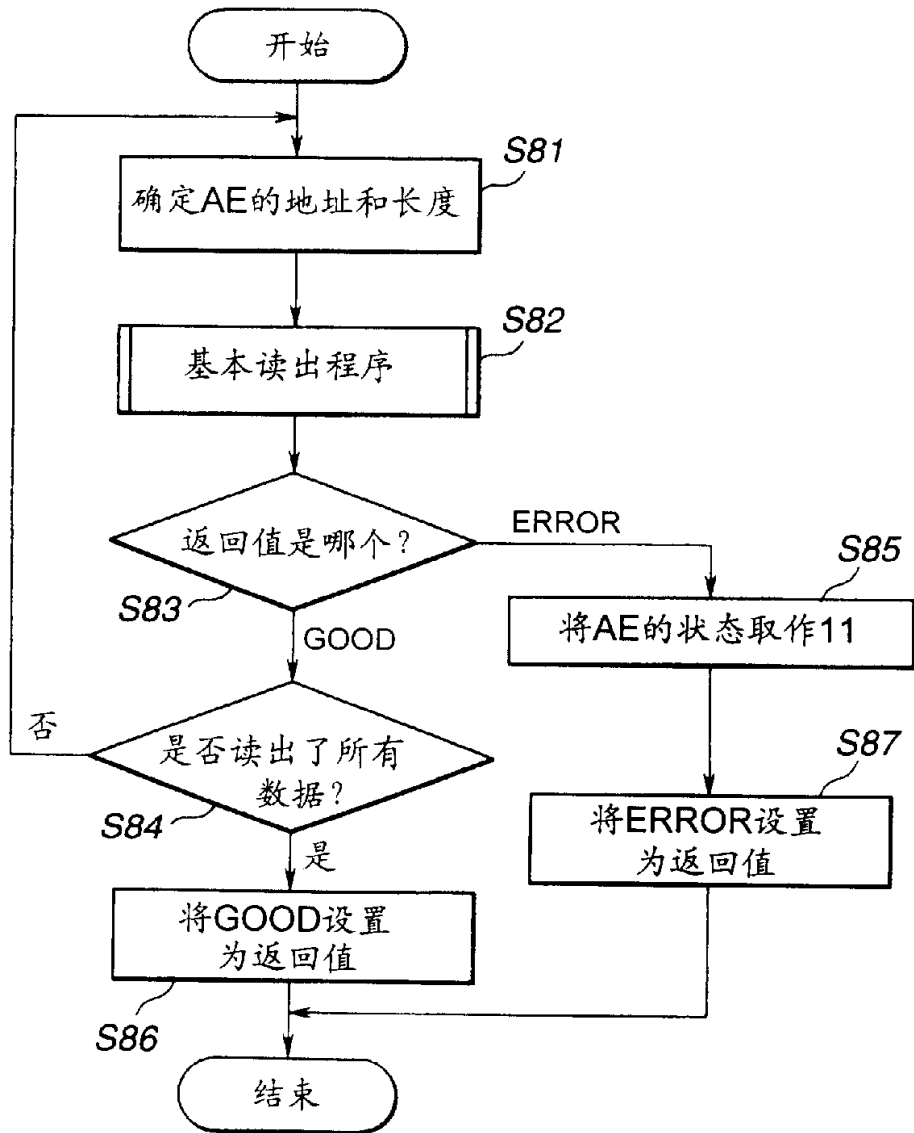 开始
S81
确定AE的地址和长度
S82
基本读出程序
返回值是哪个?
ERROR
S83
GOOD
S85
将AE的状态取作11
否
是否读出了所有
数据?
S84
是
S87
将ERROR设置
为返回值
将GOOD设置
为返回值
S86
结束